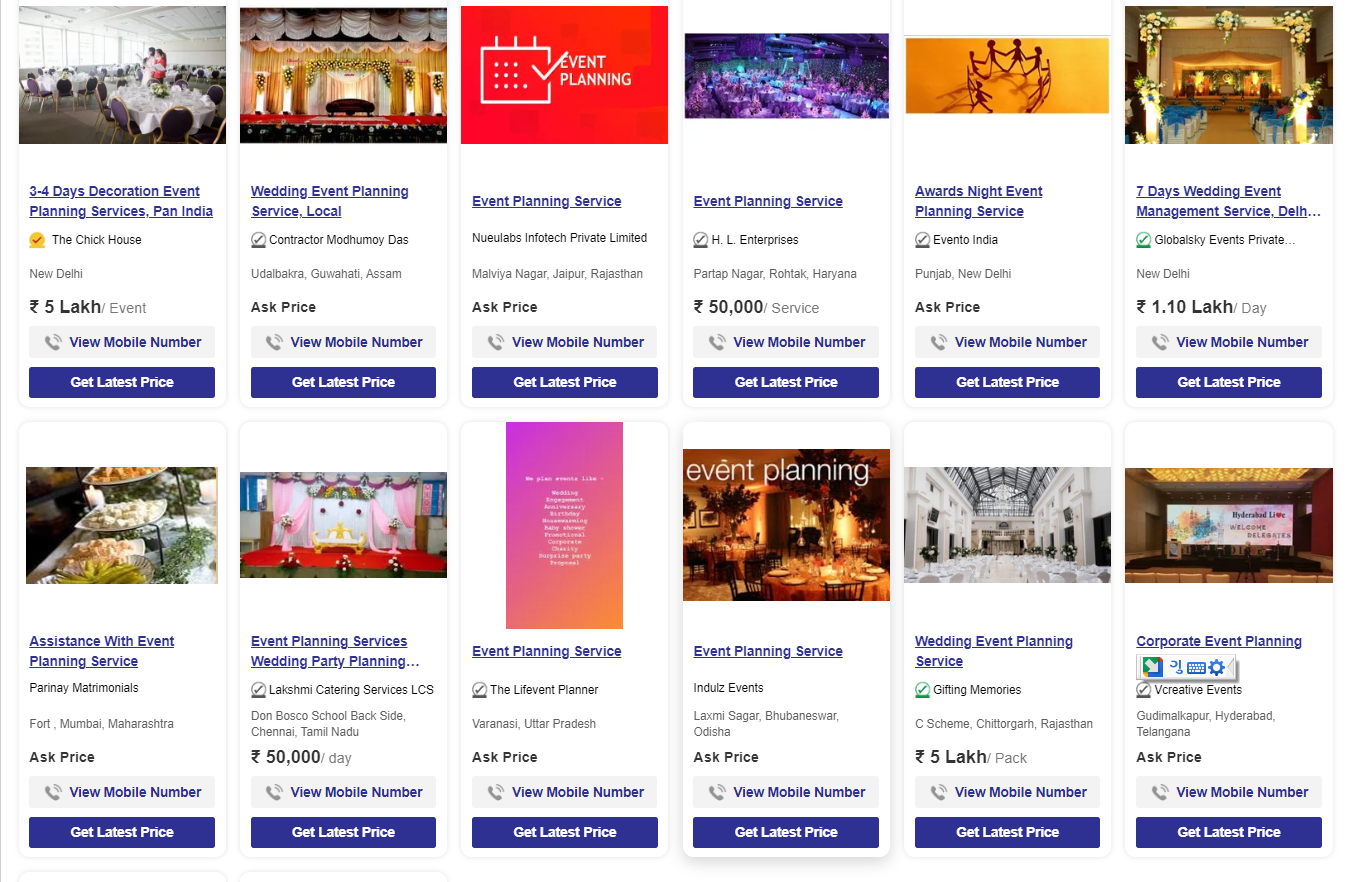 EVENT
PLANNING
3-4 Days Decoration Event
Planning Services, Pan India
The Chick House
New Delhi
₹ 5 Lakh/ Event
View Mobile Number
Get Latest Price
Wedding Event Planning
Service, Local
Contractor Modhumoy Das
Udalbakra, Guwahati, Assam
Ask Price
View Mobile Number
Get Latest Price
Event Planning Service
Nueulabs Infotech Private Limited
Malviya Nagar, Jaipur, Rajasthan
Ask Price
View Mobile Number
Get Latest Price
Event Planning Service
H. L. Enterprises
Partap Nagar, Rohtak, Haryana
₹ 50,000/ Service
View Mobile Number
Get Latest Price
Awards Night Event
Planning Service
Evento India
Punjab, New Delhi
Ask Price
View Mobile Number
Get Latest Price
7 Days Wedding Event
Management Service, Delh...
Globalsky Events Private...
New Delhi
₹ 1.10 Lakh/ Day
View Mobile Number
Get Latest Price
Assistance With Event
Planning Service
Parinay Matrimonials
Fort , Mumbai, Maharashtra
Ask Price
View Mobile Number
Get Latest Price
Event Planning Services
Wedding Party Planning...
Lakshmi Catering Services LCS
Don Bosco School Back Side,
Chennai, Tamil Nadu
₹ 50,000/ day
View Mobile Number
Get Latest Price
We plan events like -
Wedding
Engagement
Anniversary
Birthday
Housewarming
Baby shower
Promotional
Corporate
Charity
Surprize party
Proposal
Event Planning Service
The Lifevent Planner
Varanasi, Uttar Pradesh
Ask Price
View Mobile Number
Get Latest Price
event planning
Event Planning Service
Indulz Events
Laxmi Sagar, Bhubaneswar,
Odisha
Ask Price
View Mobile Number
Get Latest Price
Wedding Event Planning
Service
Gifting Memories
C Scheme, Chittorgarh, Rajasthan
₹ 5 Lakh/ Pack
View Mobile Number
Get Latest Price
Hyderabad Live
WELCOME
DELEGATES
Corporate Event Planning
Vcreative Events
Gudimalkapur, Hyderabad,
Telangana
Ask Price
View Mobile Number
Get Latest Price